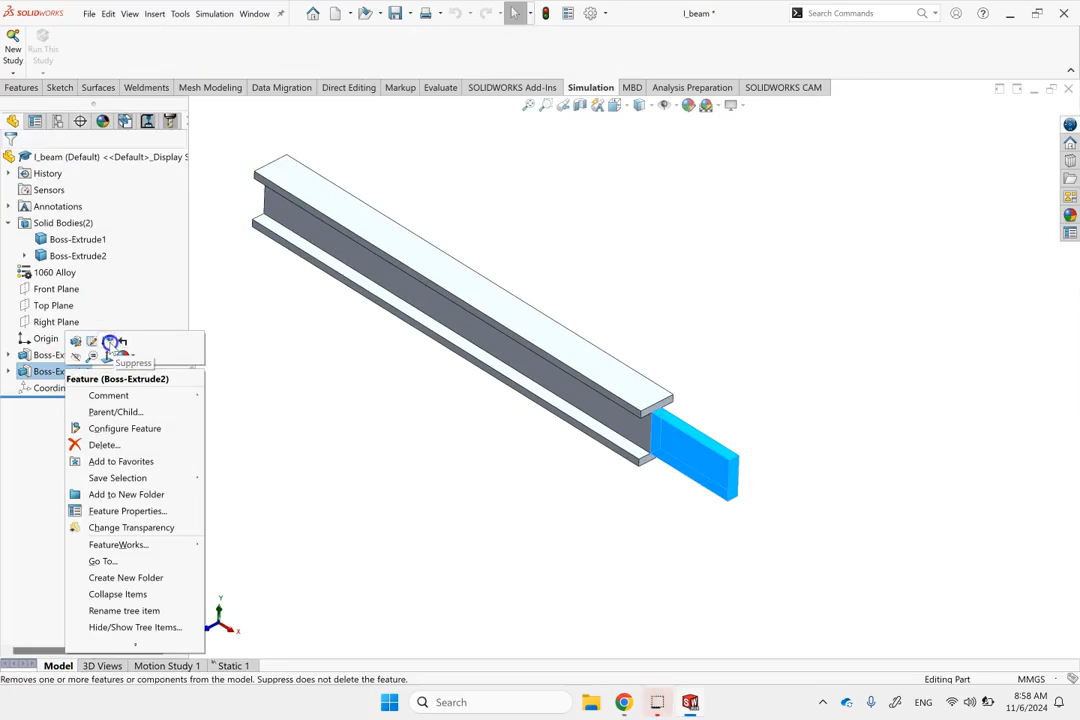 SOLIDWORKS File Edit View Insert Tools Simulation Window I_beam * Search Commands
New Study Run This Study
Features Sketch Surfaces Weldments Mesh Modeling Data Migration Direct Editing Markup Evaluate SOLIDWORKS Add-Ins Simulation MBD Analysis Preparation SOLIDWORKS CAM
I_beam (Default) <<Default>_Display S
History
Sensors
Annotations
Solid Bodies(2)
Boss-Extrude1
Boss-Extrude2
1060 Alloy
Front Plane
Top Plane
Right Plane
Origin
Boss-Ex
Suppress
Boss-Ex
Feature (Boss-Extrude2)
Coordin
Comment
Parent/Child...
Configure Feature
Delete...
Add to Favorites
Save Selection
Add to New Folder
Feature Properties...
Change Transparency
FeatureWorks...
Go To...
Create New Folder
Collapse Items
Rename tree item
Hide/Show Tree Items...
Y
X
Model 3D Views Motion Study 1 Static 1
Removes one or more features or components from the model. Suppress does not delete the feature. Editing Part MMGS
Search ENG 8:58 AM
11/6/2024